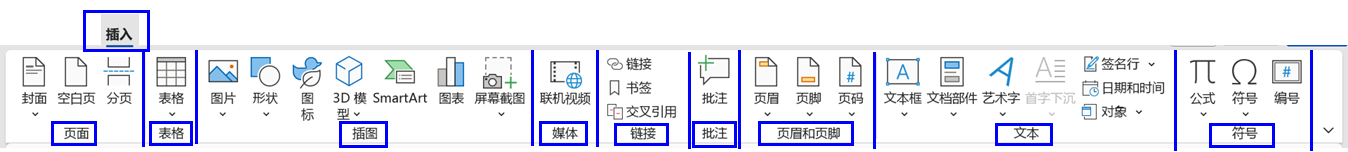 插入
封面
空白页
分页
页面
表格
表格
图片
形状
图标
3D 模型
SmartArt
图表
屏幕截图
插图
联机视频
媒体
链接
书签
交叉引用
链接
批注
批注
页眉
页脚
页码
页眉和页脚
文本框
文档部件
艺术字
首字下沉
签名行
日期和时间
对象
文本
公式
符号
编号
符号